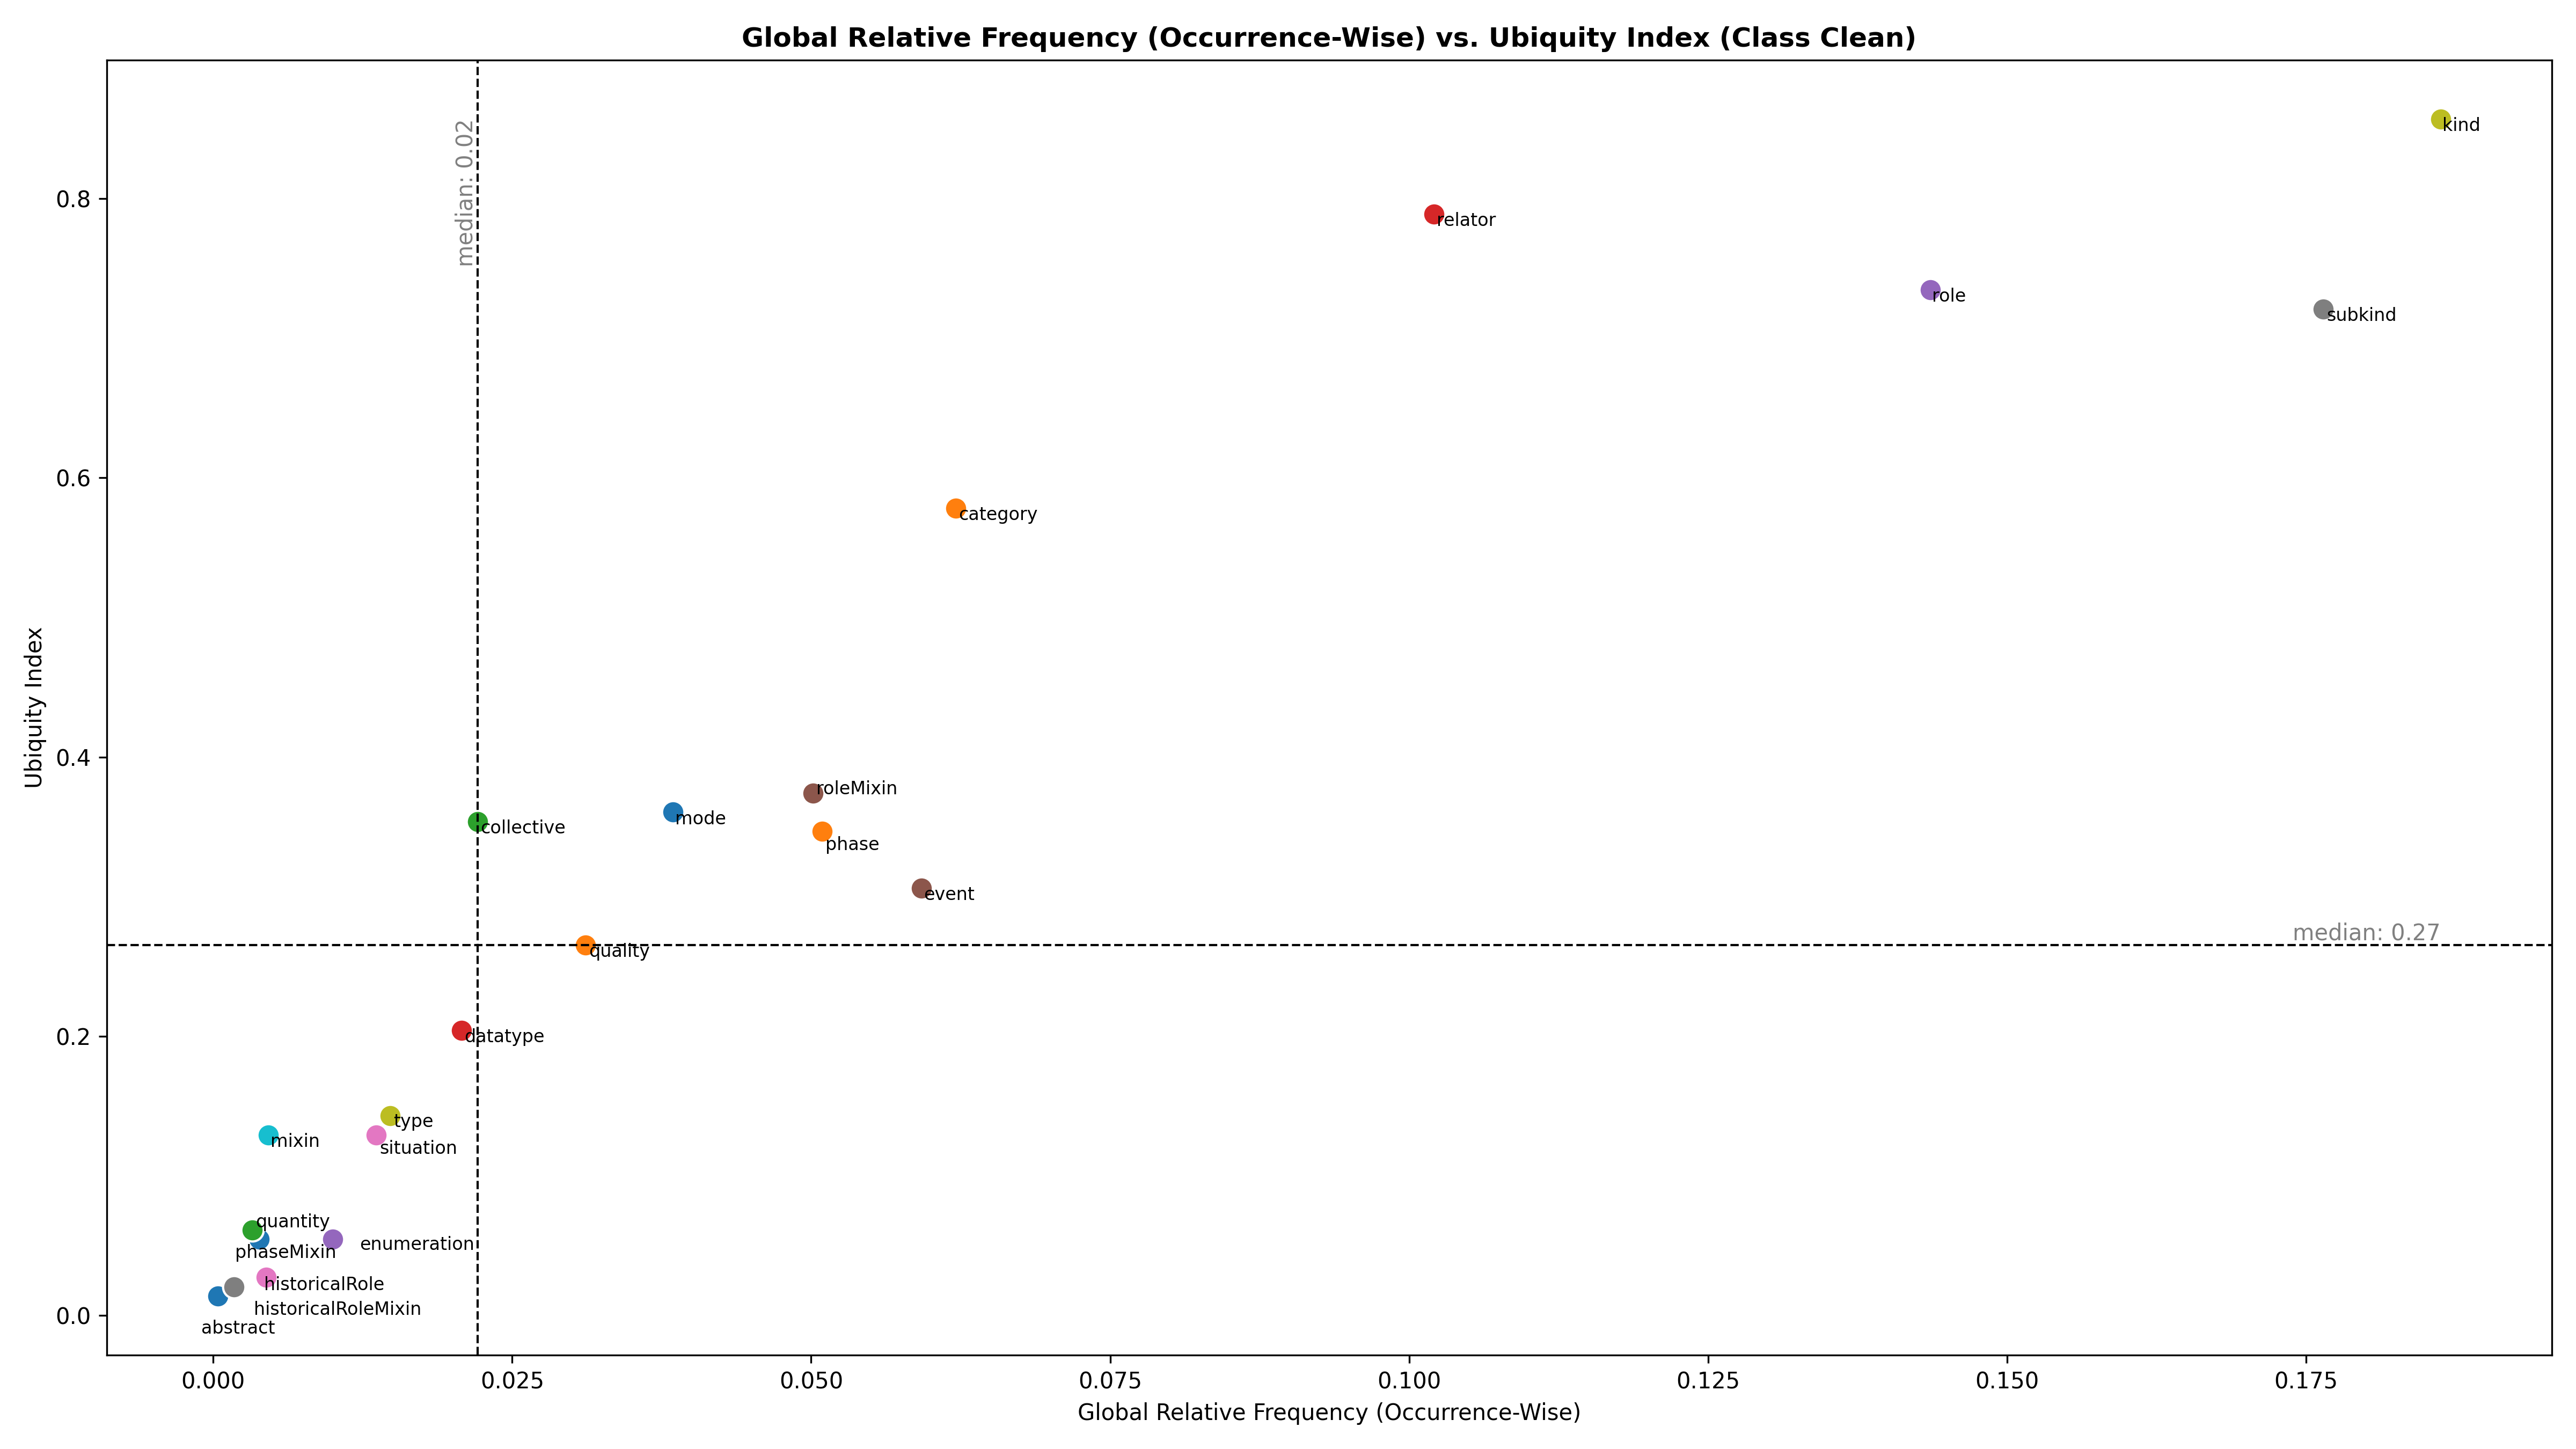 Global Relative Frequency (Occurrence-Wise) vs. Ubiquity Index (Class Clean)
median: 0.02
kind
0.8
relator
role
subkind
0.6
category
Ubiquity Index
0.4
roleMixin
mode
collective
phase
event
median: 0.27
quality
0.2
datatype
type
mixin
situation
quantity
enumeration
phaseMixin
historicalRole
historicalRoleMixin
0.0
abstract
0.000
0.025
0.050
0.075
0.100
0.125
0.150
0.175
Global Relative Frequency (Occurrence-Wise)